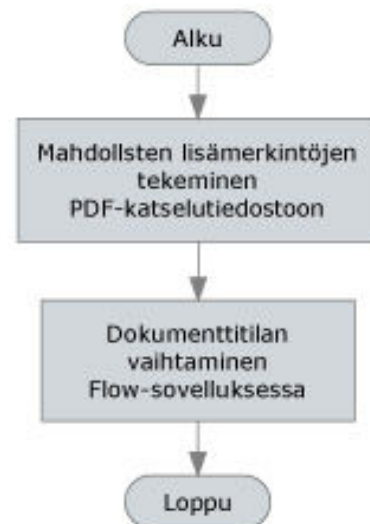 Alku
Mahdollsten lisämerkintöjen
tekeminen
PDF-katselutiedostoon
Dokumenttitilan
vaihtaminen
Flow-sovelluksessa
Loppu